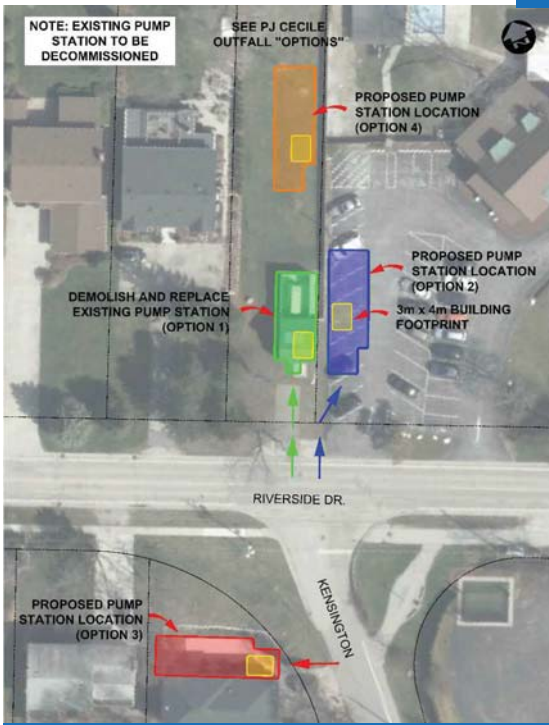 NOTE: EXISTING PUMP
STATION TO BE
DECOMMISSIONED
SEE PJ CECILE
OUTFALL "OPTIONS"
PROPOSED PUMP
STATION LOCATION
(OPTION 4)
PROPOSED PUMP
STATION LOCATION
(OPTION 2)
DEMOLISH AND REPLACE
EXISTING PUMP STATION
(OPTION 1)
3m x 4m BUILDING
FOOTPRINT
RIVERSIDE DR.
KENSINGTON
PROPOSED PUMP
STATION LOCATION
(OPTION 3)